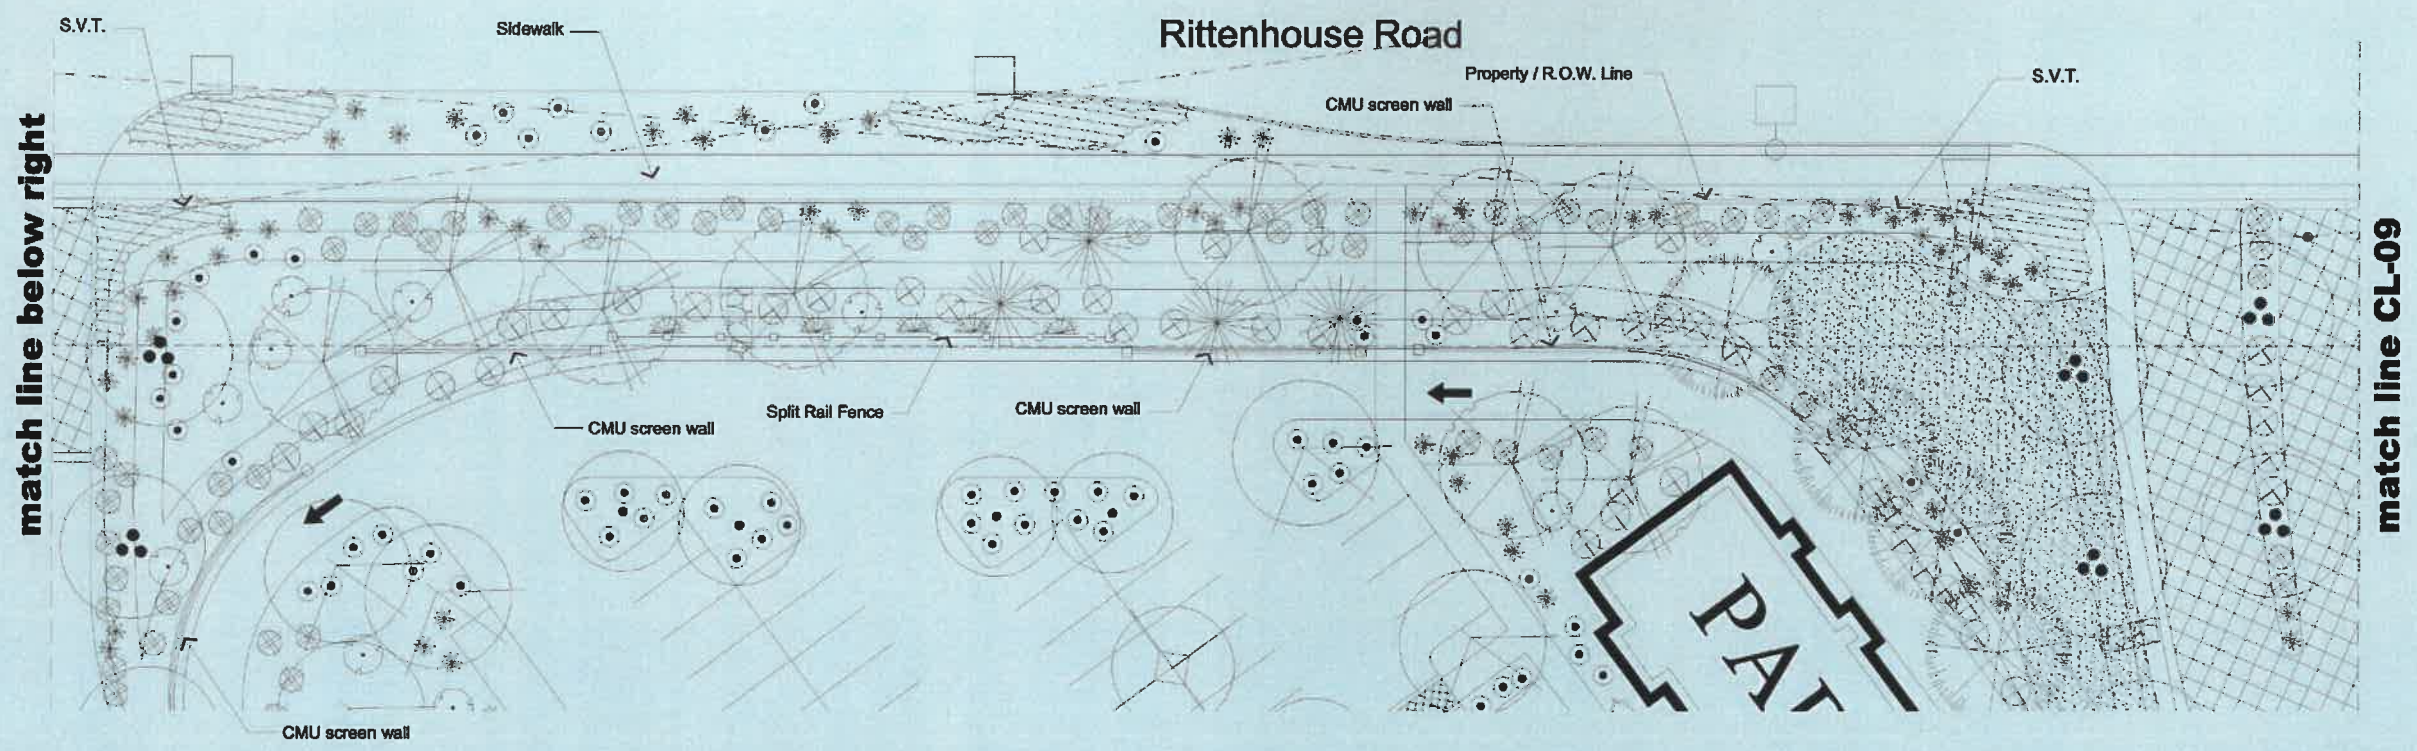 S.V.T.
Sidewalk
Rittenhouse Road
Property / R.O.W. Line
S.V.T.
CMU screen wall
match line below right
match line CL-09
CMU screen wall
Split Rail Fence
CMU screen wall
CMU screen wall